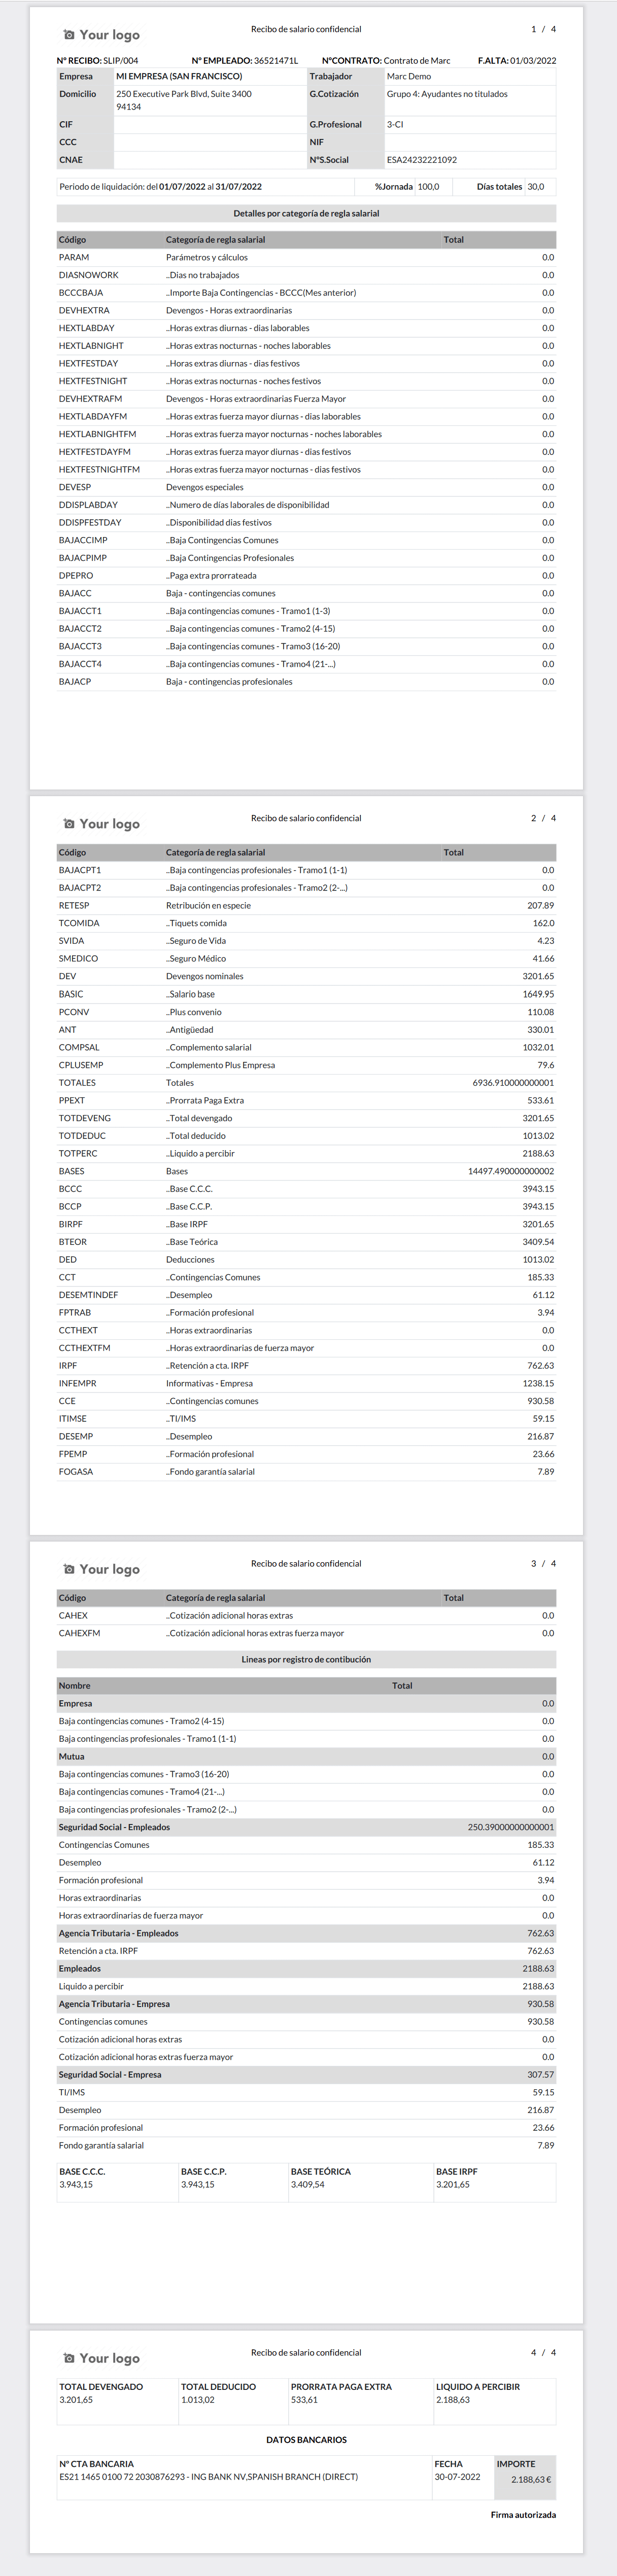 Your logo
Recibo de salario confidencial
1 / 4
Nº RECIBO: SLIP/004 Nº EMPLEADO: 36521471L NºCONTRATO: Contrato de Marc F.ALTA: 01/03/2022
Empresa MI EMPRESA (SAN FRANCISCO) Trabajador Marc Demo
Domicilio 250 Executive Park Blvd, Suite 3400 G.Cotización Grupo 4: Ayudantes no titulados
94134
CIF G.Profesional 3-CI
CCC NIF
CNAE NºS.Social ESA24232221092
Periodo de liquidación: del 01/07/2022 al 31/07/2022 %Jornada 100,0 Días totales 30,0
Detalles por categoría de regla salarial
Código Categoría de regla salarial Total
PARAM Parámetros y cálculos 0.0
DIASNOWORK ..Dias no trabajados 0.0
BCCCBAJA ..Importe Baja Contingencias - BCCC(Mes anterior) 0.0
DEVHEXTRA Devengos - Horas extraordinarias 0.0
HEXTLABDAY ..Horas extras diurnas - dias laborables 0.0
HEXTLABNIGHT ..Horas extras nocturnas - noches laborables 0.0
HEXTFESTDAY ..Horas extras diurnas - dias festivos 0.0
HEXTFESTNIGHT ..Horas extras nocturnas - noches festivos 0.0
DEVHEXTRAFM Devengos - Horas extraordinarias Fuerza Mayor 0.0
HEXTLABDAYFM ..Horas extras fuerza mayor diurnas - dias laborables 0.0
HEXTLABNIGHTFM ..Horas extras fuerza mayor nocturnas - noches laborables 0.0
HEXTFESTDAYFM ..Horas extras fuerza mayor diurnas - dias festivos 0.0
HEXTFESTNIGHTFM ..Horas extras fuerza mayor nocturnas - dias festivos 0.0
DEVESP Devengos especiales 0.0
DDISPLABDAY ..Numero de días laborales de disponibilidad 0.0
DDISPFESTDAY ..Disponibilidad dias festivos 0.0
BAJACCIMP ..Baja Contingencias Comunes 0.0
BAJACPIMP ..Baja Contingencias Profesionales 0.0
DPEPRO ..Paga extra prorrateada 0.0
BAJACC Baja - contingencias comunes 0.0
BAJACCT1 ..Baja contingencias comunes - Tramo1 (1-3) 0.0
BAJACCT2 ..Baja contingencias comunes - Tramo2 (4-15) 0.0
BAJACCT3 ..Baja contingencias comunes - Tramo3 (16-20) 0.0
BAJACCT4 ..Baja contingencias comunes - Tramo4 (21-...) 0.0
BAJACP Baja - contingencias profesionales 0.0
Your logo
Recibo de salario confidencial
2 / 4
Código Categoría de regla salarial Total
BAJACPT1 ..Baja contingencias profesionales - Tramo1 (1-1) 0.0
BAJACPT2 ..Baja contingencias profesionales - Tramo2 (2-...) 0.0
RETESP Retribución en especie 207.89
TCOMIDA ..Tiquets comida 162.0
SVIDA ..Seguro de Vida 4.23
SMEDICO ..Seguro Médico 41.66
DEV Devengos nominales 3201.65
BASIC ..Salario base 1649.95
PCONV ..Plus convenio 110.08
ANT ..Antigüedad 330.01
COMPSAL ..Complemento salarial 1032.01
CPLUSEMP ..Complemento Plus Empresa 79.6
TOTALES Totales 6936.910000000001
PPEXT ..Prorrata Paga Extra 533.61
TOTDEVENG ..Total devengado 3201.65
TOTDEDUC ..Total deducido 1013.02
TOTPERC ..Liquido a percibir 2188.63
BASES Bases 14497.490000000002
BCCC ..Base C.C.C. 3943.15
BCCP ..Base C.C.P. 3943.15
BIRPF ..Base IRPF 3201.65
BTEOR ..Base Teórica 3409.54
DED Deducciones 1013.02
CCT ..Contingencias Comunes 185.33
DESEMTINDEF ..Desempleo 61.12
FPTRAB ..Formación profesional 3.94
CCTHEXT ..Horas extraordinarias 0.0
CCTHEXTFM ..Horas extraordinarias de fuerza mayor 0.0
IRPF ..Retención a cta. IRPF 762.63
INFEMPR Informativas - Empresa 1238.15
CCE ..Contingencias comunes 930.58
ITIMSE ..TI/IMS 59.15
DESEMP ..Desempleo 216.87
FPEMP ..Formación profesional 23.66
FOGASA ..Fondo garantía salarial 7.89
Your logo
Recibo de salario confidencial
3 / 4
Código Categoría de regla salarial Total
CAHEX ..Cotización adicional horas extras 0.0
CAHEXFM ..Cotización adicional horas extras fuerza mayor 0.0
Lineas por registro de contibución
Nombre Total
Empresa 0.0
Baja contingencias comunes - Tramo2 (4-15) 0.0
Baja contingencias profesionales - Tramo1 (1-1) 0.0
Mutua 0.0
Baja contingencias comunes - Tramo3 (16-20) 0.0
Baja contingencias comunes - Tramo4 (21-...) 0.0
Baja contingencias profesionales - Tramo2 (2-...) 0.0
Seguridad Social - Empleados 250.39000000000001
Contingencias Comunes 185.33
Desempleo 61.12
Formación profesional 3.94
Horas extraordinarias 0.0
Horas extraordinarias de fuerza mayor 0.0
Agencia Tributaria - Empleados 762.63
Retención a cta. IRPF 762.63
Empleados 2188.63
Liquido a percibir 2188.63
Agencia Tributaria - Empresa 930.58
Contingencias comunes 930.58
Cotización adicional horas extras 0.0
Cotización adicional horas extras fuerza mayor 0.0
Seguridad Social - Empresa 307.57
TI/IMS 59.15
Desempleo 216.87
Formación profesional 23.66
Fondo garantía salarial 7.89
BASE C.C.C. BASE C.C.P. BASE TEÓRICA BASE IRPF
3.943,15 3.943,15 3.409,54 3.201,65
Your logo
Recibo de salario confidencial
4 / 4
TOTAL DEVENGADO TOTAL DEDUCIDO PRORRATA PAGA EXTRA LIQUIDO A PERCIBIR
3.201,65 1.013,02 533,61 2.188,63
DATOS BANCARIOS
Nº CTA BANCARIA FECHA IMPORTE
ES21 1465 0100 72 2030876293 - ING BANK NV,SPANISH BRANCH (DIRECT) 30-07-2022 2.188,63 €
Firma autorizada